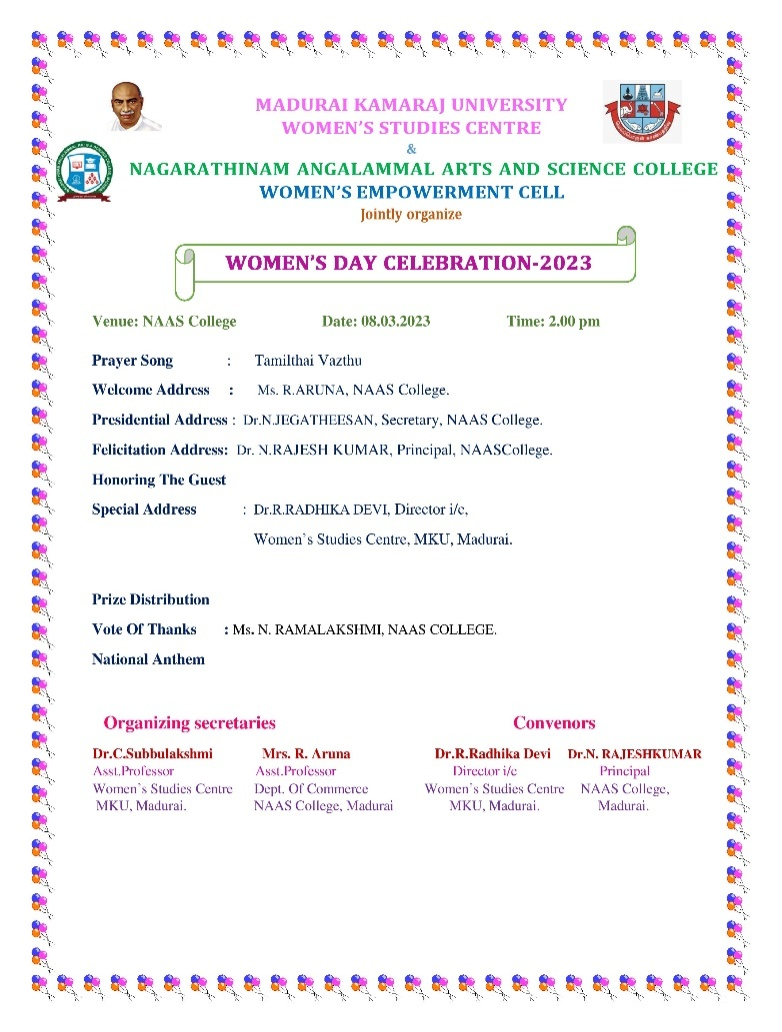 MADURAI KAMARAJ UNIVERSITY
WOMEN'S STUDIES CENTRE
&
NAGARATHINAM ANGALAMMAL ARTS AND SCIENCE COLLEGE
WOMEN'S EMPOWERMENT CELL
Jointly organize
WOMEN'S DAY CELEBRATION-2023
Venue: NAAS College Date: 08.03.2023 Time: 2.00 pm
Prayer Song : Tamilthai Vazthu
Welcome Address : Ms. R.ARUNA, NAAS College.
Presidential Address : Dr.N.JEGATHEESAN, Secretary, NAAS College.
Felicitation Address: Dr. N.RAJESH KUMAR, Principal, NAASCollege.
Honoring The Guest
Special Address : Dr.R.RADHIKA DEVI, Director i/c,
Women`s Studies Centre, MKU, Madurai.
Prize Distribution
Vote Of Thanks : Ms. N. RAMALAKSHMI, NAAS COLLEGE.
National Anthem
Organizing secretaries Convenors
Dr.C.Subbulakshmi Mrs. R. Aruna Dr.R.Radhika Devi Dr.N. RAJESHKUMAR
Asst.Professor Asst.Professor Director i/c Principal
Women`s Studies Centre Dept. Of Commerce Women`s Studies Centre NAAS College,
MKU, Madurai. NAAS College, Madurai MKU, Madurai. Madurai.